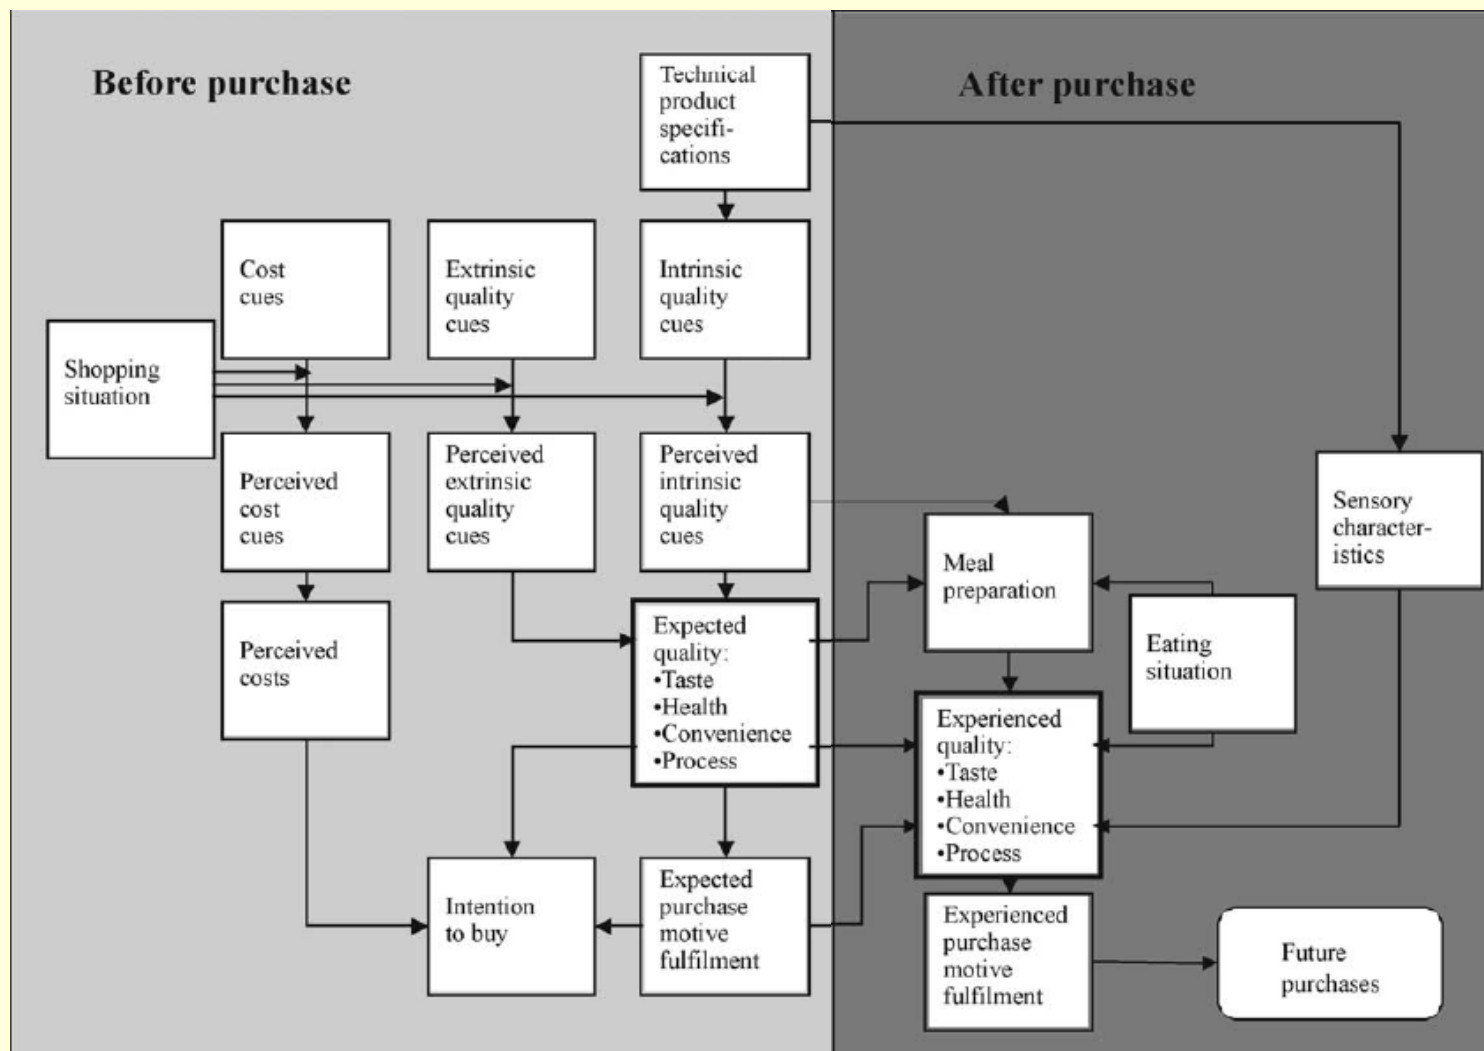 Before purchase
After purchase
Technical
product
specifi-
cations
Cost
cues
Extrinsic
quality
cues
Intrinsic
quality
cues
Shopping
situation
Perceived
cost
cues
Perceived
extrinsic
quality
cues
Perceived
intrinsic
quality
cues
Sensory
character-
istics
Meal
preparation
Perceived
costs
Expected
quality:
•Taste
•Health
•Convenience
•Process
Eating
situation
Experienced
quality:
•Taste
•Health
•Convenience
•Process
Intention
to buy
Expected
purchase
motive
fulfilment
Experienced
purchase
motive
fulfilment
Future
purchases